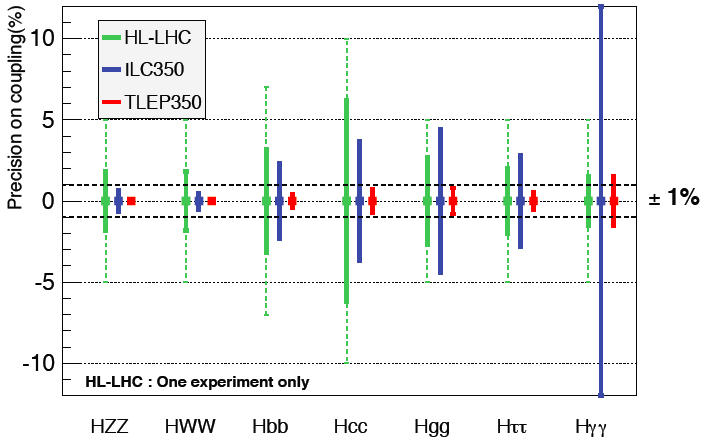 Precision on coupling(%)
10
5
0
-5
-10
HL-LHC
ILC350
TLEP350
± 1%
HL-LHC : One experiment only
HZZ HWW Hbb Hcc Hgg Hττ Hγγ